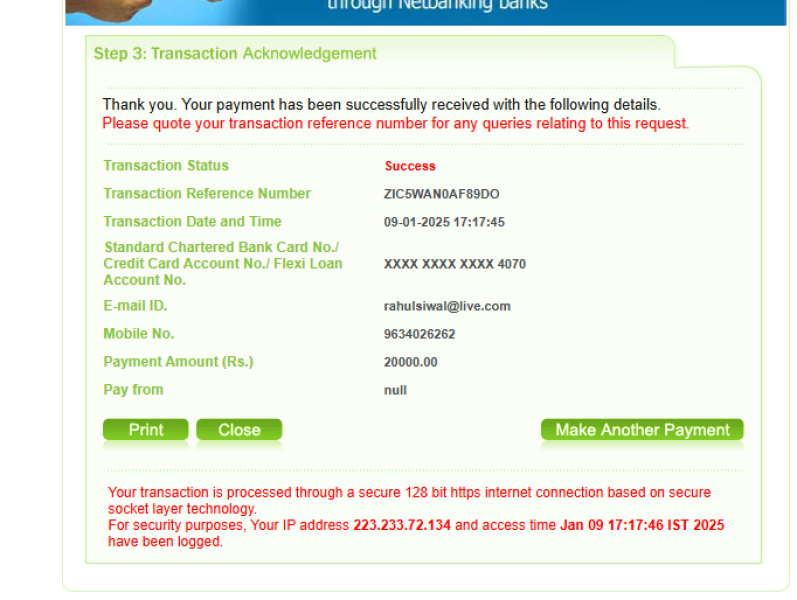 through Netbanking banks
Step 3: Transaction Acknowledgement
Thank you. Your payment has been successfully received with the following details.
Please quote your transaction reference number for any queries relating to this request.
Transaction Status Success
Transaction Reference Number ZIC5WAN0AF89DO
Transaction Date and Time 09-01-2025 17:17:45
Standard Chartered Bank Card No./
Credit Card Account No./ Flexi Loan XXXX XXXX XXXX 4070
Account No.
E-mail ID. rahulsiwal@live.com
Mobile No. 9634026262
Payment Amount (Rs.) 20000.00
Pay from null
Print Close Make Another Payment
Your transaction is processed through a secure 128 bit https internet connection based on secure
socket layer technology.
For security purposes, Your IP address 223.233.72.134 and access time Jan 09 17:17:46 IST 2025
have been logged.